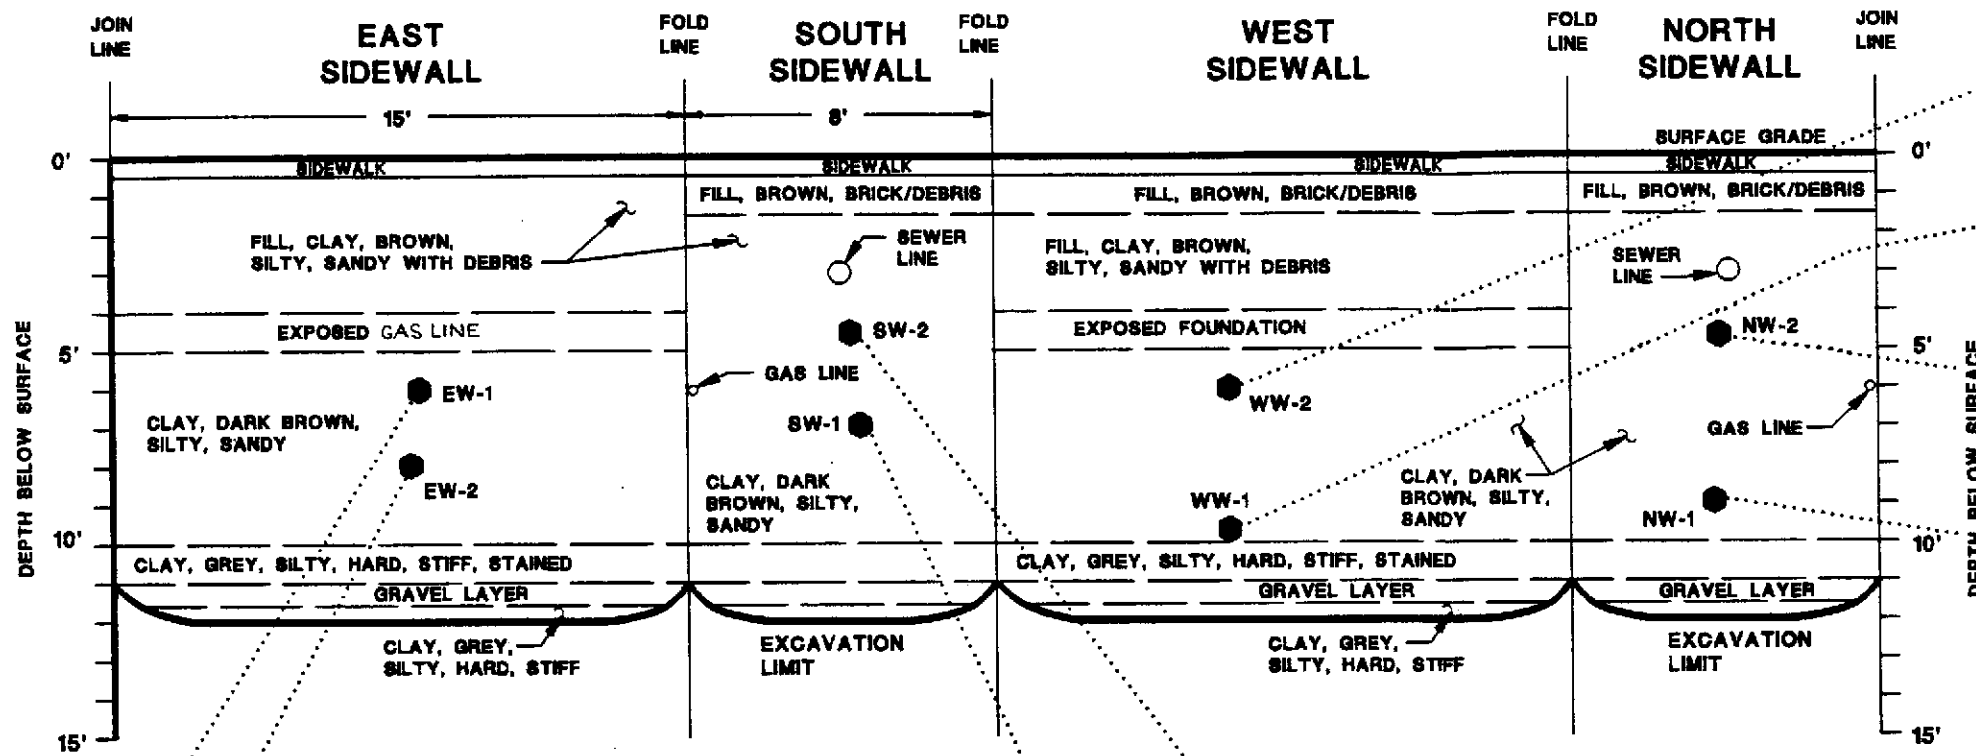 JOIN
LINE
EAST
SIDEWALL
FOLD
LINE
SOUTH
SIDEWALL
FOLD
LINE
WEST
SIDEWALL
FOLD
LINE
NORTH
SIDEWALL
JOIN
LINE
15'
8'
SURFACE GRADE
0'
SIDEWALK
SIDEWALK
SIDEWALK
SIDEWALK
0'
FILL, BROWN, BRICK/DEBRIS
FILL, BROWN, BRICK/DEBRIS
FILL, BROWN, BRICK/DEBRIS
FILL, CLAY, BROWN,
SILTY, SANDY WITH DEBRIS
SEWER
LINE
FILL, CLAY, BROWN,
SILTY, SANDY WITH DEBRIS
SEWER
LINE
EXPOSED GAS LINE
SW-2
EXPOSED FOUNDATION
NW-2
5'
5'
GAS LINE
EW-1
WW-2
SW-1
GAS LINE
CLAY, DARK BROWN,
SILTY, SANDY
EW-2
CLAY, DARK
BROWN, SILTY,
SANDY
WW-1
CLAY, DARK
BROWN, SILTY,
SANDY
NW-1
DEPTH BELOW SURFACE
DEPTH BELOW SURFACE
10'
10'
CLAY, GREY, SILTY, HARD, STIFF, STAINED
CLAY, GREY, SILTY, HARD, STIFF, STAINED
GRAVEL LAYER
GRAVEL LAYER
GRAVEL LAYER
CLAY, GREY,
SILTY, HARD, STIFF
EXCAVATION
LIMIT
CLAY, GREY,
SILTY, HARD, STIFF
EXCAVATION
LIMIT
15'
15'